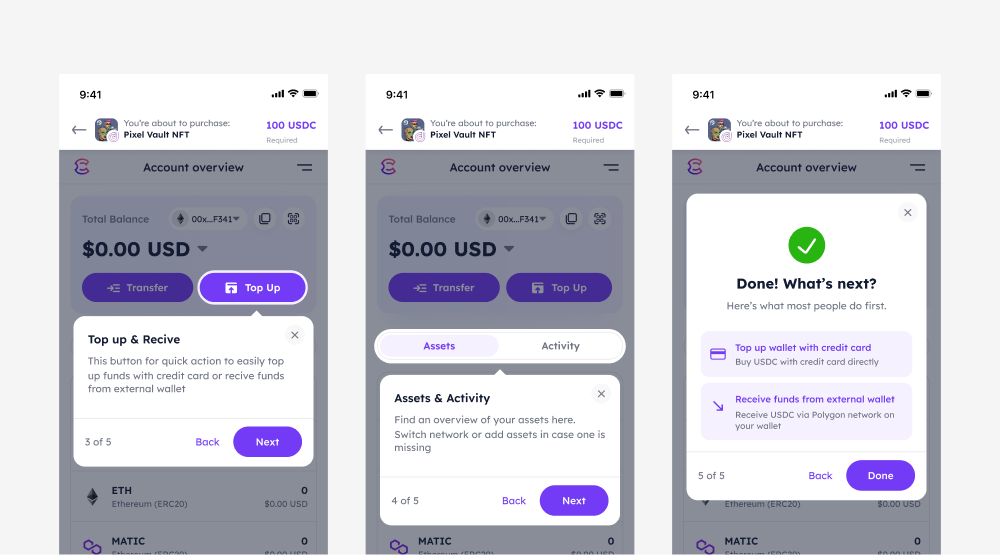 9:41
You're about to purchase:
Pixel Vault NFT
100 USDC
Required
Account overview
Total Balance
00x...F341
$0.00 USD
Transfer
Top Up
Top up & Recive
This button for quick action to easily top
up funds with credit card or recive funds
from external wallet
3 of 5
Back
Next
ETH
Ethereum (ERC20)
0
$0.00 USD
MATIC
Ethereum (ERC20)
0
9:41
You're about to purchase:
Pixel Vault NFT
100 USDC
Required
Account overview
Total Balance
00x...F341
$0.00 USD
Transfer
Top Up
Assets
Activity
Assets & Activity
Find an overview of your assets here.
Switch network or add assets in case one is
missing
4 of 5
Back
Next
MATIC
Ethereum (ERC20)
0
$0.00 USD
9:41
You're about to purchase:
Pixel Vault NFT
100 USDC
Required
Account overview
Done! What's next?
Here's what most people do first.
Top up wallet with credit card
Buy USDC with credit card directly
Receive funds from external wallet
Receive USDC via Polygon network on
your wallet
5 of 5
Back
Done
Ethereum (ERC20)
$0.00 USD
MATIC
Ethereum (ERC20)
0
$0.00 USD